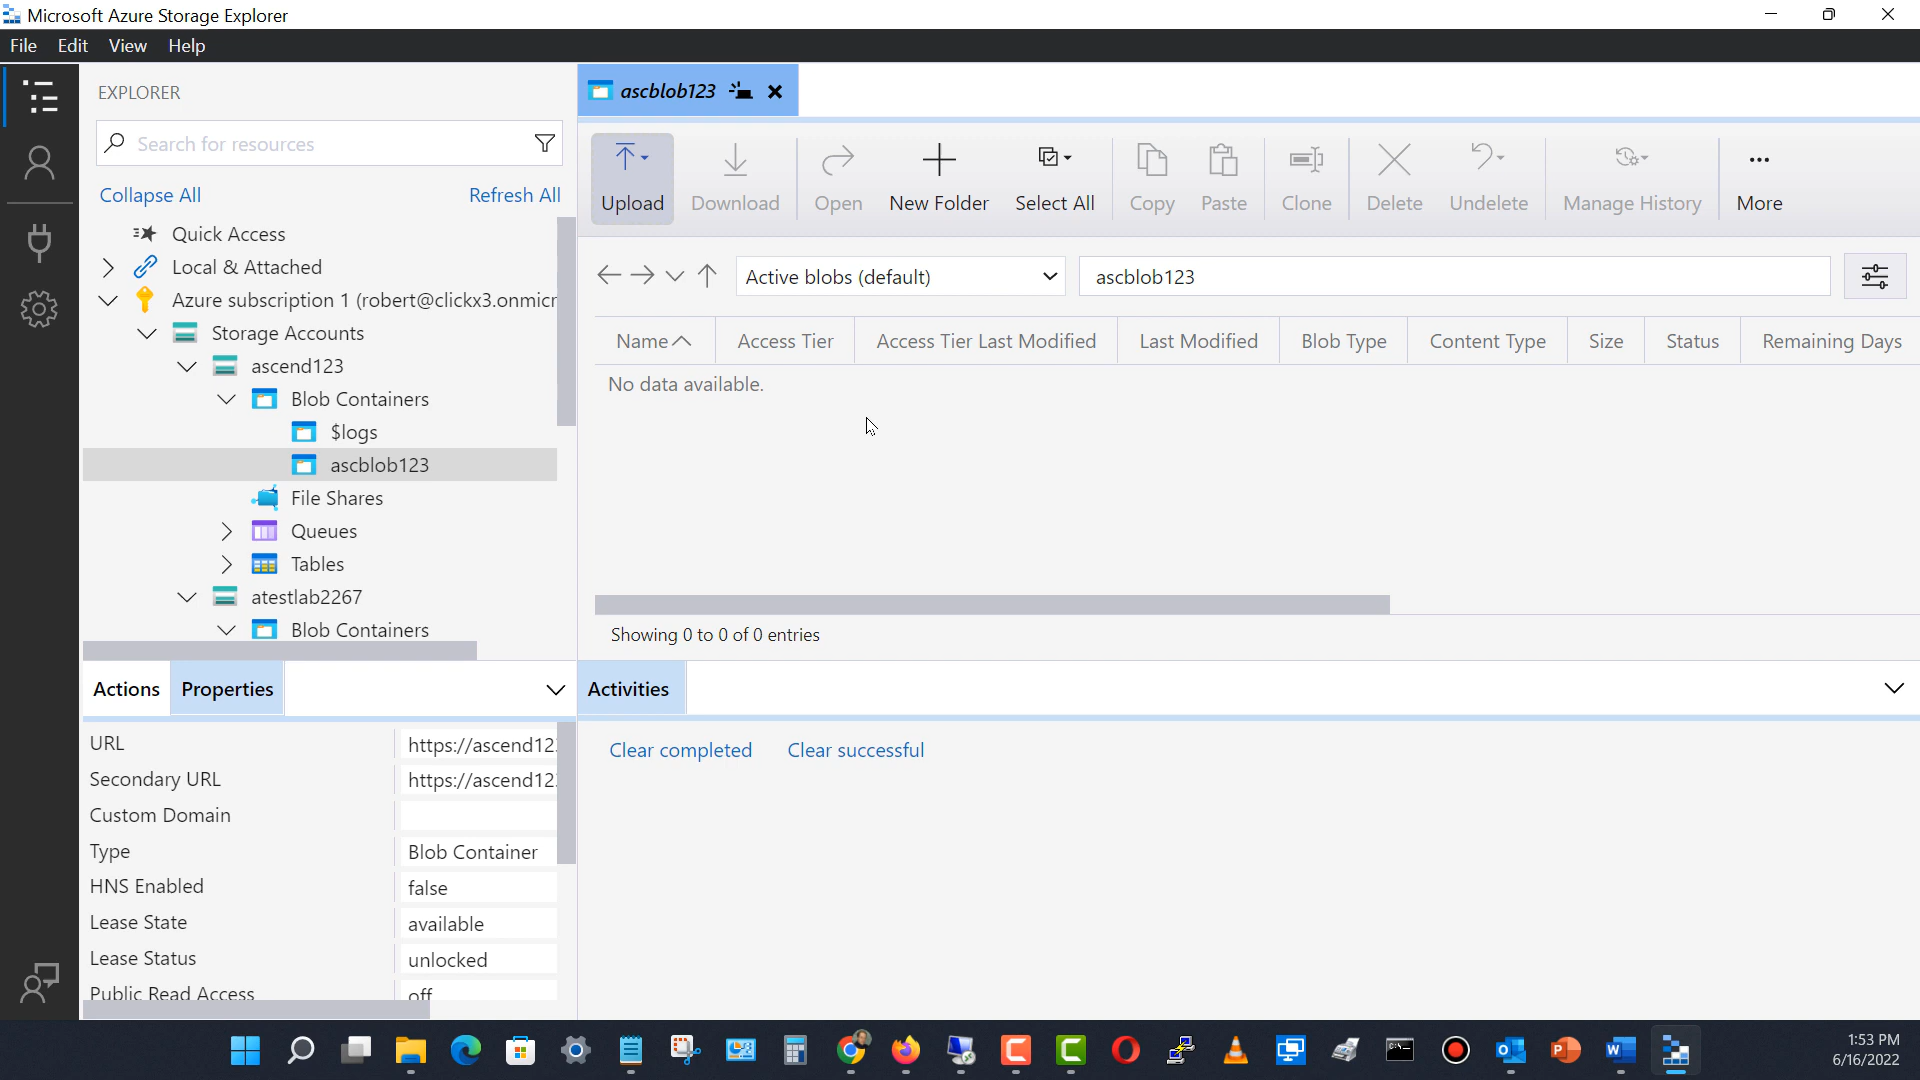 Microsoft Azure Storage Explorer
File Edit View Help
EXPLORER
Search for resources
Collapse All Refresh All
Quick Access
Local & Attached
Azure subscription 1 (robert@clickx3.onmicr
Storage Accounts
ascend123
Blob Containers
$logs
ascblob123
File Shares
Queues
Tables
atestlab2267
Blob Containers
Actions Properties
URL https://ascend12
Secondary URL https://ascend12
Custom Domain
Type Blob Container
HNS Enabled false
Lease State available
Lease Status unlocked
Public Read Access off
ascblob123
Upload Download Open New Folder Select All Copy Paste Clone Delete Undelete Manage History More
Active blobs (default) ascblob123
Name Access Tier Access Tier Last Modified Last Modified Blob Type Content Type Size Status Remaining Days
No data available.
Showing 0 to 0 of 0 entries
Activities
Clear completed Clear successful
1:53 PM
6/16/2022